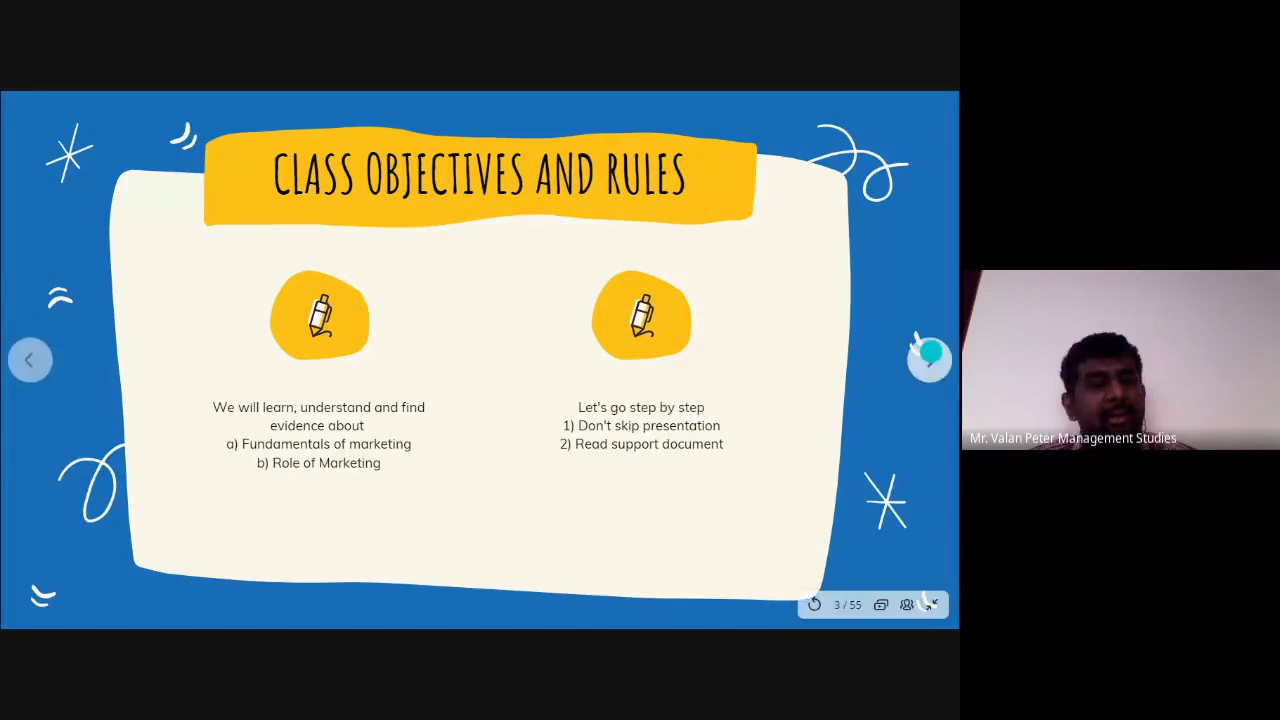 CLASS OBJECTIVES AND RULES
We will learn, understand and find
evidence about
a) Fundamentals of marketing
b) Role of Marketing
Let's go step by step
1) Don't skip presentation
2) Read support document
Mr. Valan Peter Management Studies
3 / 55